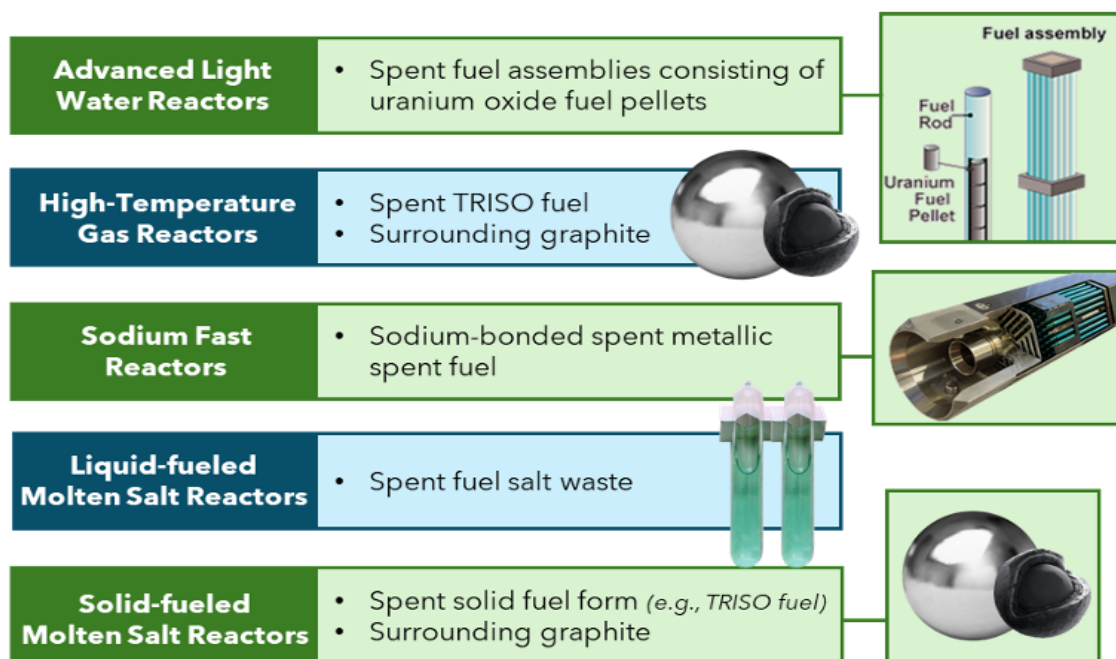 Advanced Light
Water Reactors
• Spent fuel assemblies consisting of
uranium oxide fuel pellets
Fuel assembly
Fuel
Rod
Uranium
Fuel
Pellet
High-Temperature
Gas Reactors
• Spent TRISO fuel
• Surrounding graphite
Sodium Fast
Reactors
• Sodium-bonded spent metallic
spent fuel
Liquid-fueled
Molten Salt Reactors
• Spent fuel salt waste
Solid-fueled
Molten Salt Reactors
• Spent solid fuel form (e.g., TRISO fuel)
• Surrounding graphite